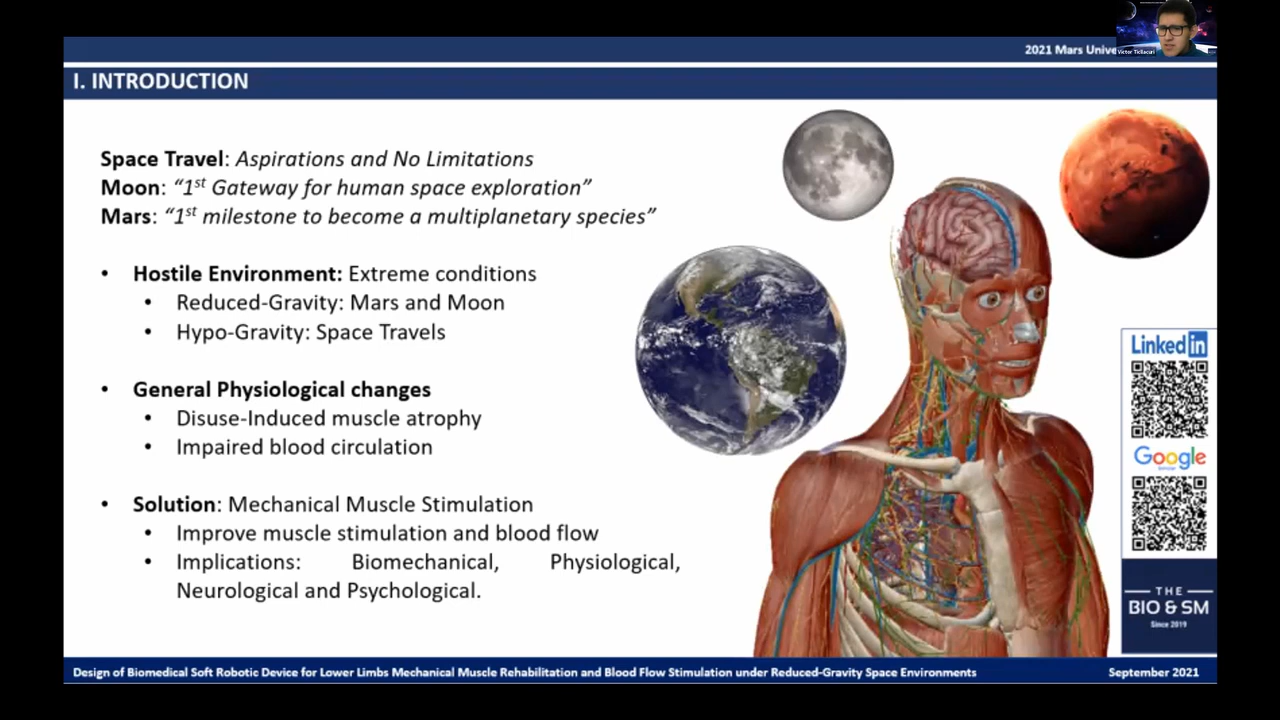 2021 Mars Unive
Victor Ticllacuri
I. INTRODUCTION
Space Travel: Aspirations and No Limitations
Moon: “1st Gateway for human space exploration”
Mars: “1st milestone to become a multiplanetary species”
• Hostile Environment: Extreme conditions
• Reduced-Gravity: Mars and Moon
• Hypo-Gravity: Space Travels
• General Physiological changes
• Disuse-Induced muscle atrophy
• Impaired blood circulation
• Solution: Mechanical Muscle Stimulation
• Improve muscle stimulation and blood flow
• Implications: Biomechanical, Physiological,
Neurological and Psychological.
Linked in
Google
Scholar
THE
BIO & SM
Since 2019
Design of Biomedical Soft Robotic Device for Lower Limbs Mechanical Muscle Rehabilitation and Blood Flow Stimulation under Reduced-Gravity Space Environments
September 2021